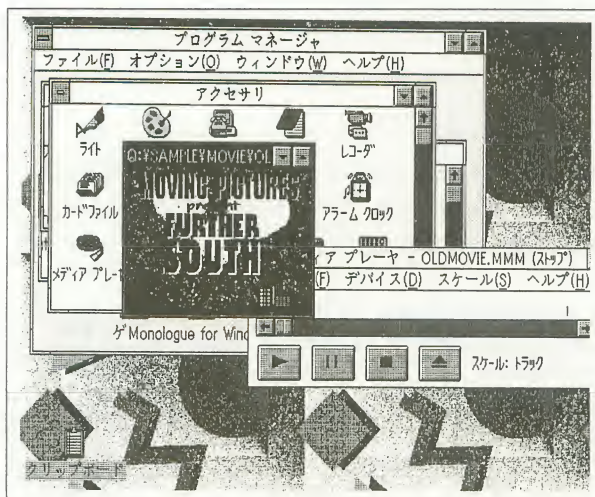 プログラム マネージャ
ファイル(F) オプション(O) ウィンドウ(W) ヘルプ(H)
アクセサリ
ライト
レコーダ
Q:¥SAMPLE¥MOVIE¥OL
MOVING PICTURES
present
FURTHER
SOUTH
カードファイル
アラーム クロック
メディア プレー
ィア プレーヤ - OLDMOVIE.MMM (ストップ)
(F) デバイス(D) スケール(S) ヘルプ(H)
1
Monologue for Wind
スケール: トラック
クリップボード